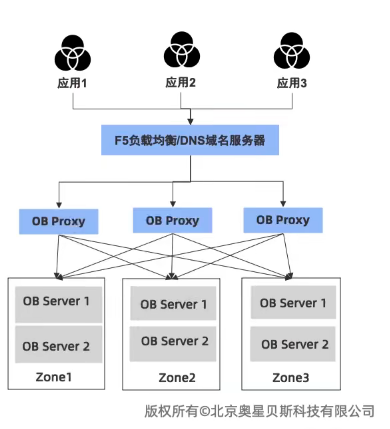 应用1 应用2 应用3
F5负载均衡/DNS域名服务器
OB Proxy OB Proxy OB Proxy
OB Server 1 OB Server 1 OB Server 1
OB Server 2 OB Server 2 OB Server 2
Zone1 Zone2 Zone3
版权所有©北京奥星贝斯科技有限公司